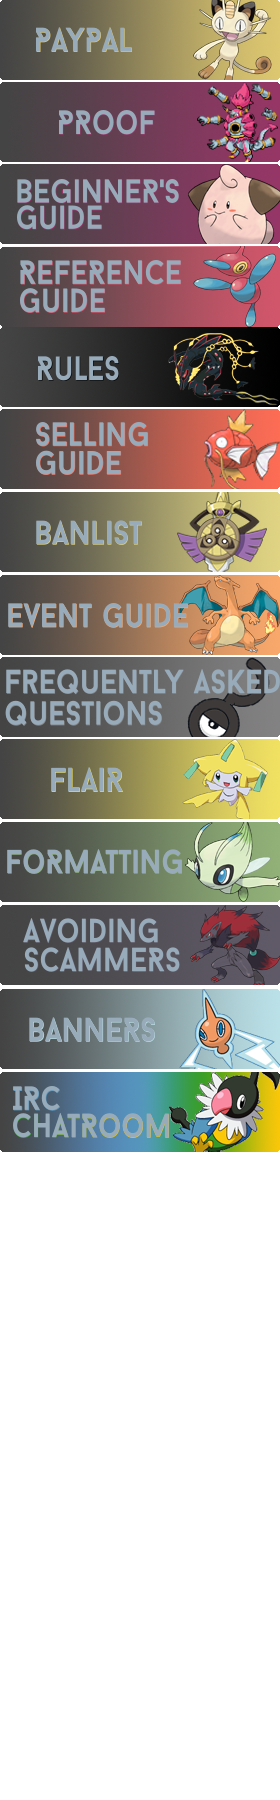 PAYPAL
PROOF
BEGINNER'S
GUIDE
REFERENCE
GUIDE
RULES
SELLING
GUIDE
BANLIST
EVENT GUIDE
FREQUENTLY ASKED
QUESTIONS
FLAIR
FORMATTING
AVOIDING
SCAMMERS
BANNERS
IRC
CHATROOM